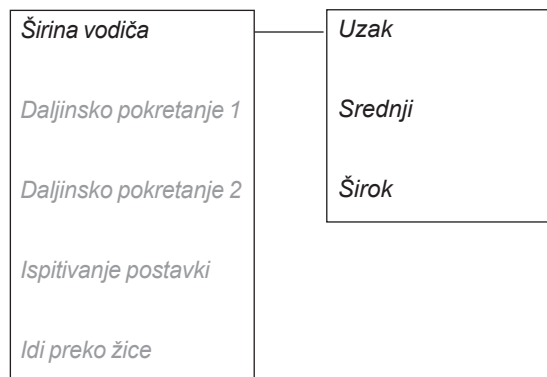 Širina vodiča
Daljinsko pokretanje 1
Daljinsko pokretanje 2
Ispitivanje postavki
Idi preko žice
Uzak
Srednji
Širok